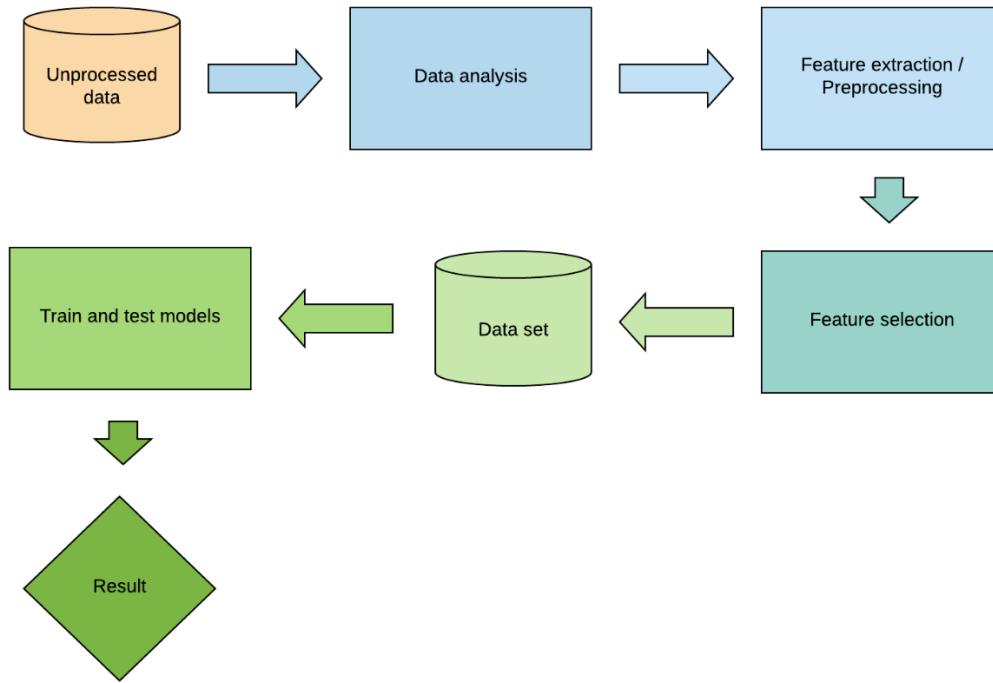 Unprocessed
data
Data analysis
Feature extraction /
Preprocessing
Train and test models
Data set
Feature selection
Result